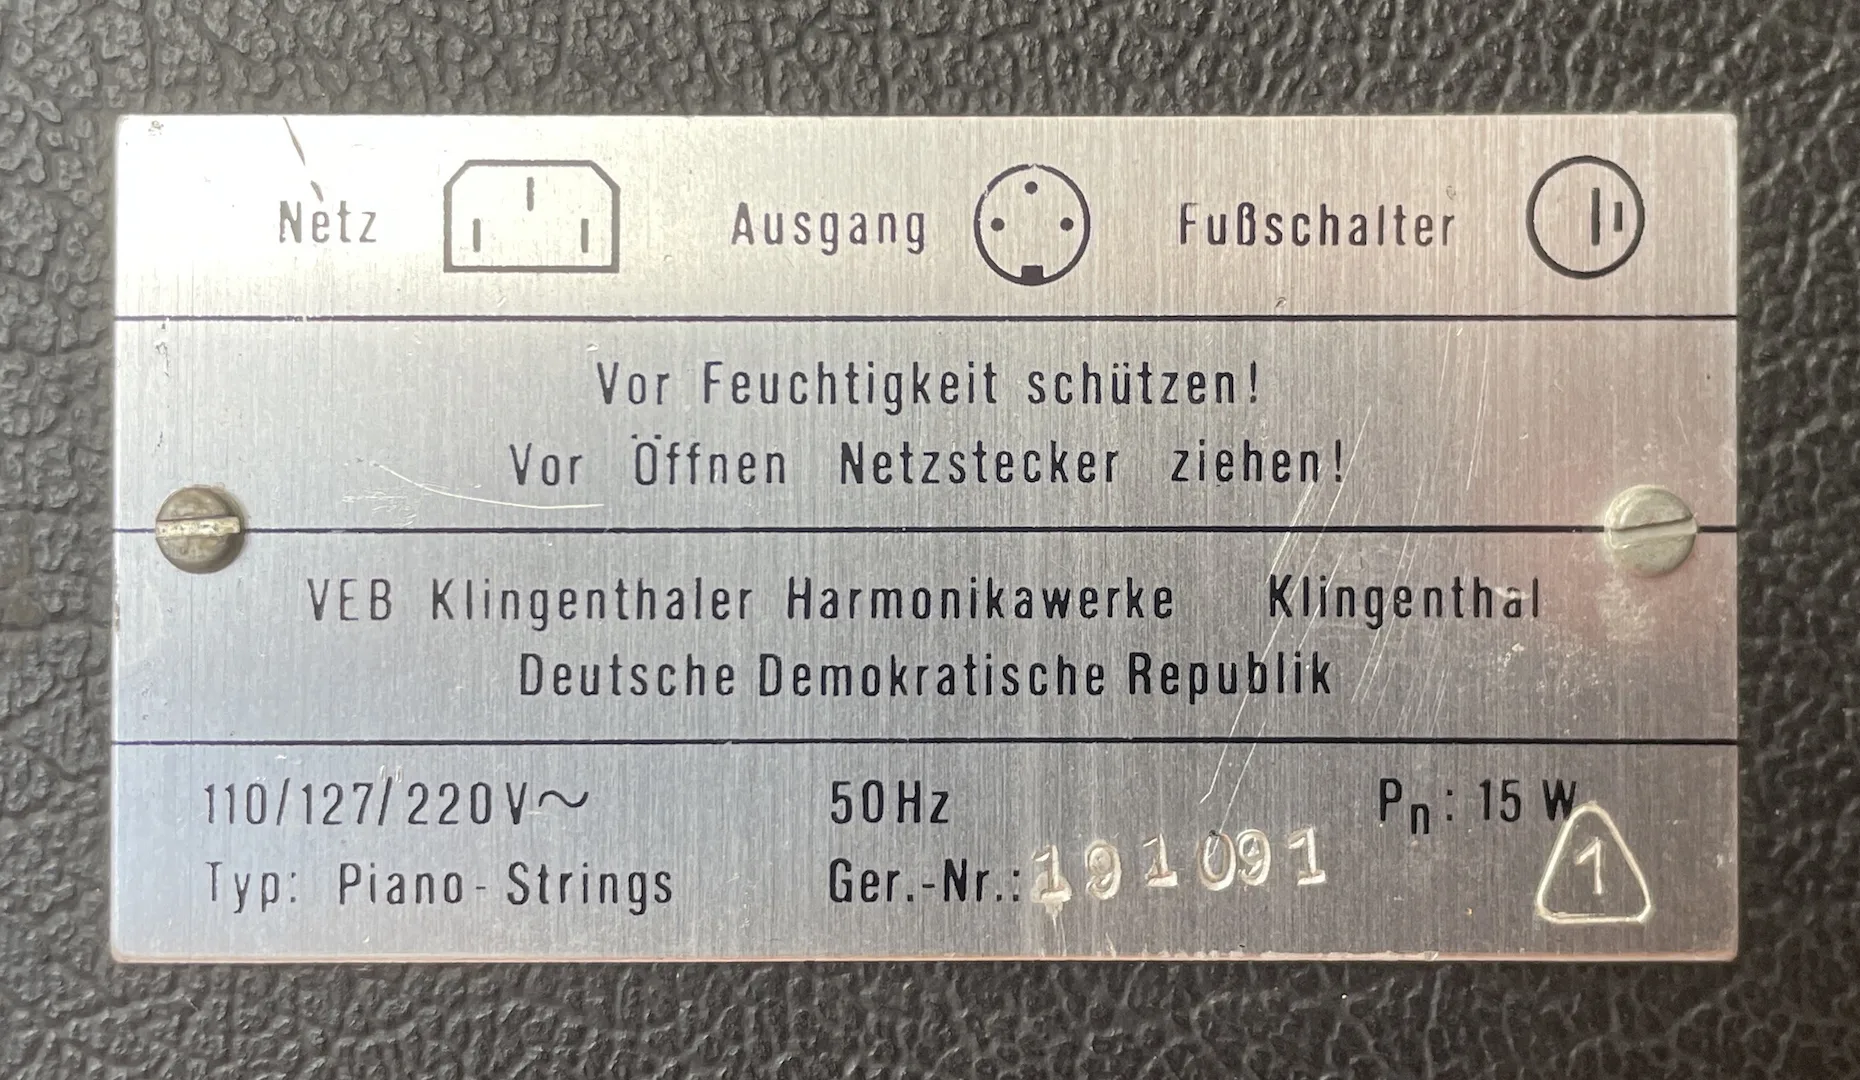 Netz Ausgang Fußschalter
Vor Feuchtigkeit schützen!
Vor Öffnen Netzstecker ziehen!
VEB Klingenthaler Harmonikawerke Klingenthal
Deutsche Demokratische Republik
110/127/220V~ 50Hz Pn: 15 W
Typ: Piano-Strings Ger.-Nr.: 191091 1